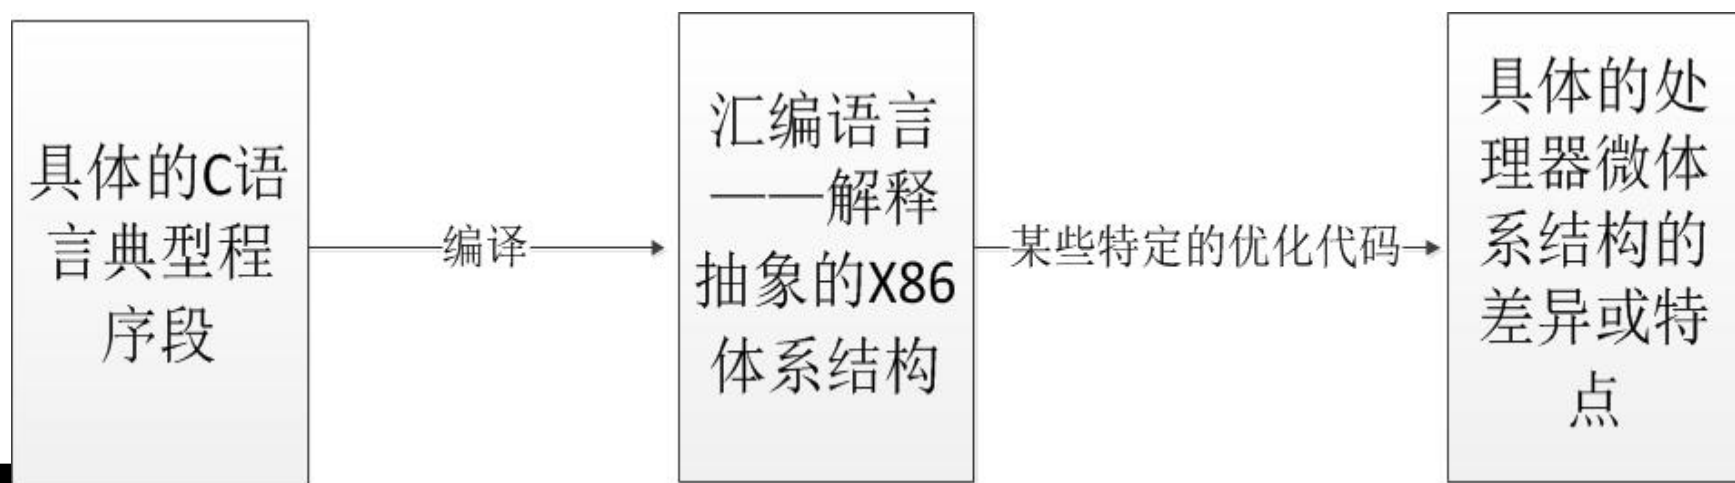 具体的C语
言典型程
序段
编译
汇编语言
——解释
抽象的X86
体系结构
某些特定的优化代码
具体的处
理器微体
系结构的
差异或特
点